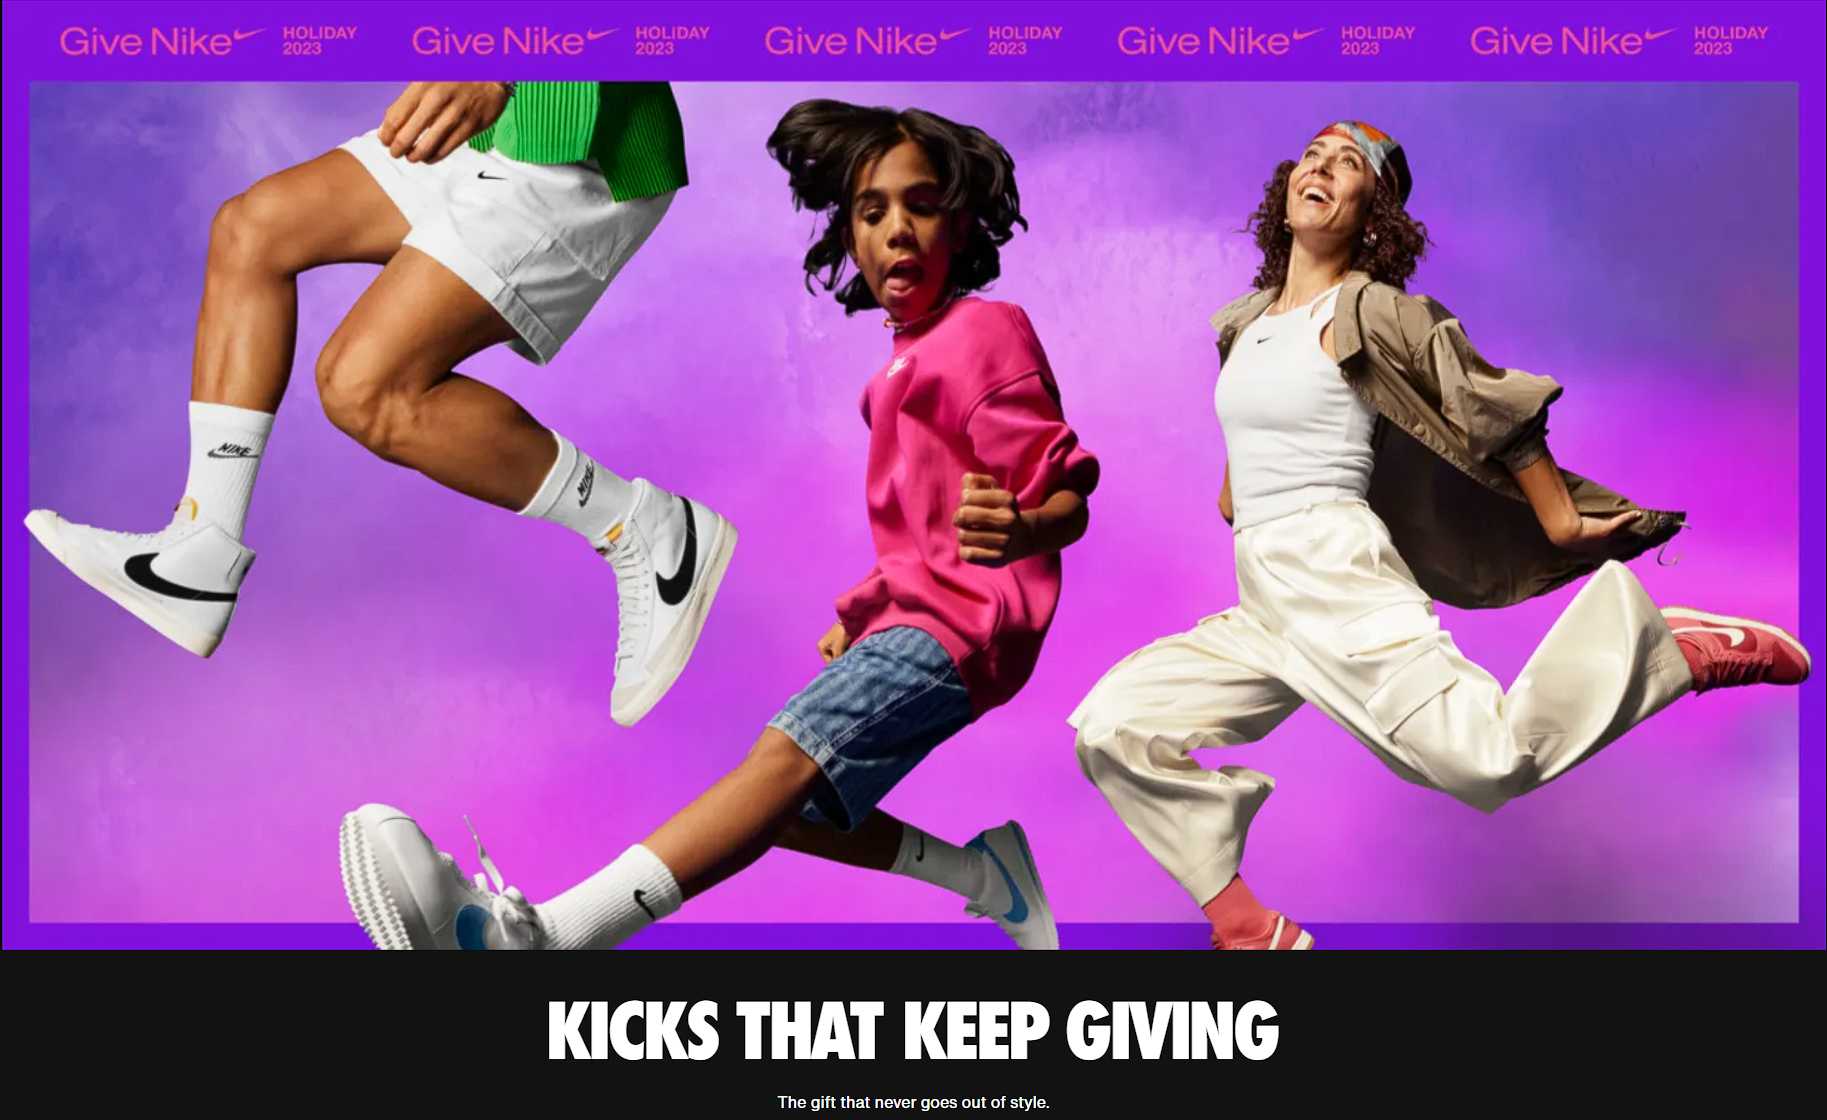 Give Nike HOLIDAY 2023 Give Nike HOLIDAY 2023 Give Nike HOLIDAY 2023 Give Nike HOLIDAY 2023 Give Nike HOLIDAY 2023
NIKE
NIKE
KICKS THAT KEEP GIVING
The gift that never goes out of style.